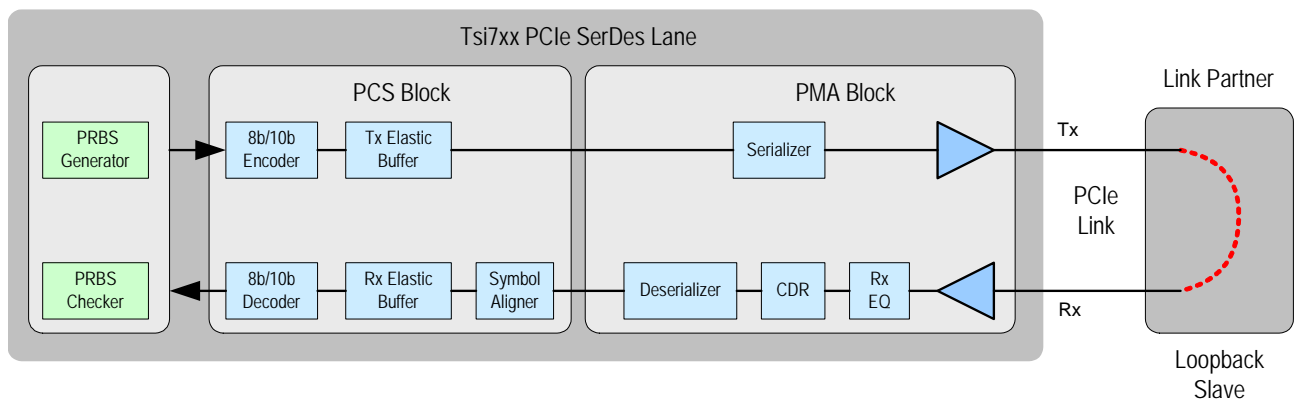 Tsi7xx PCIe SerDes Lane
PCS Block
PMA Block
Link Partner
PRBS
Generator
8b/10b
Encoder
Tx Elastic
Buffer
Serializer
Tx
PCIe
Link
PRBS
Checker
8b/10b
Decoder
Rx Elastic
Buffer
Symbol
Aligner
Deserializer
CDR
Rx
EQ
Rx
Loopback
Slave